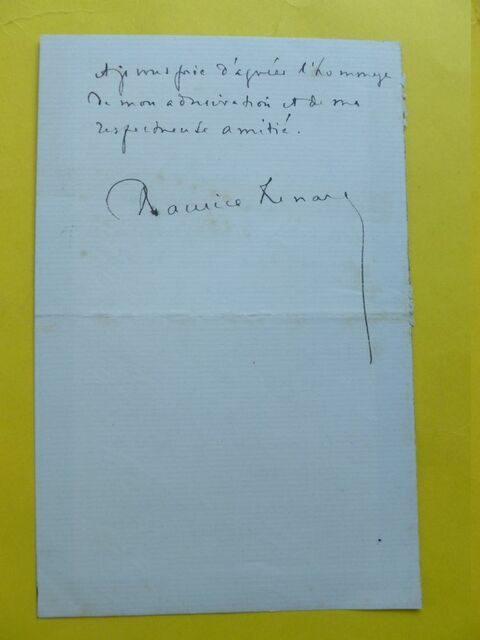 et je vous prie d'agréer l'hommage
de mon admiration et de ma
respectueuse amitié.
Maurice Renard